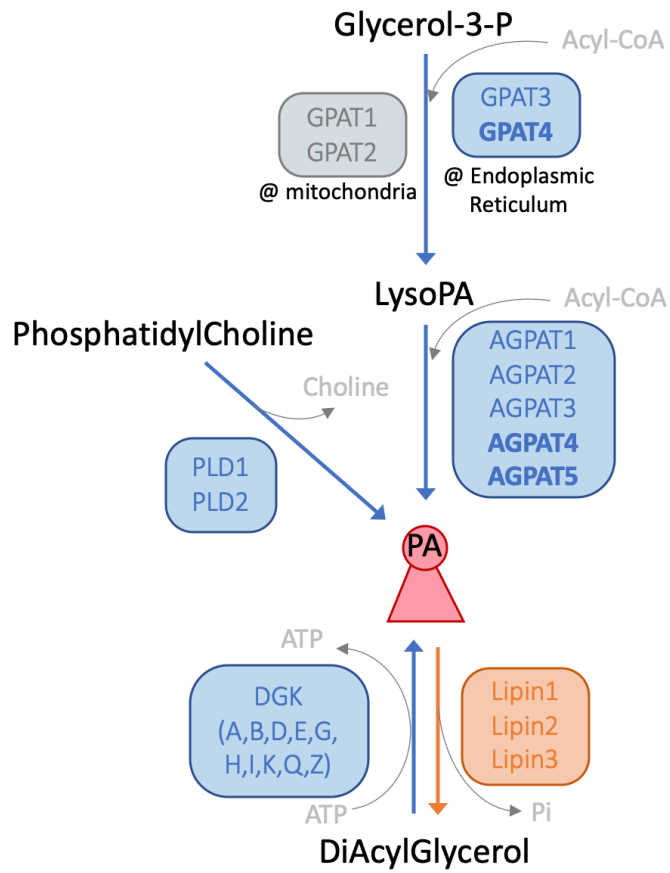 Glycerol-3-P
Acyl-CoA
GPAT1
GPAT2
@ mitochondria
GPAT3
GPAT4
@ Endoplasmic
Reticulum
LysoPA
Acyl-CoA
PhosphatidylCholine
Choline
AGPAT1
AGPAT2
AGPAT3
AGPAT4
AGPAT5
PLD1
PLD2
PA
ATP
DGK
(A,B,D,E,G,
H,I,K,Q,Z)
ATP
Lipin1
Lipin2
Lipin3
Pi
DiAcylGlycerol